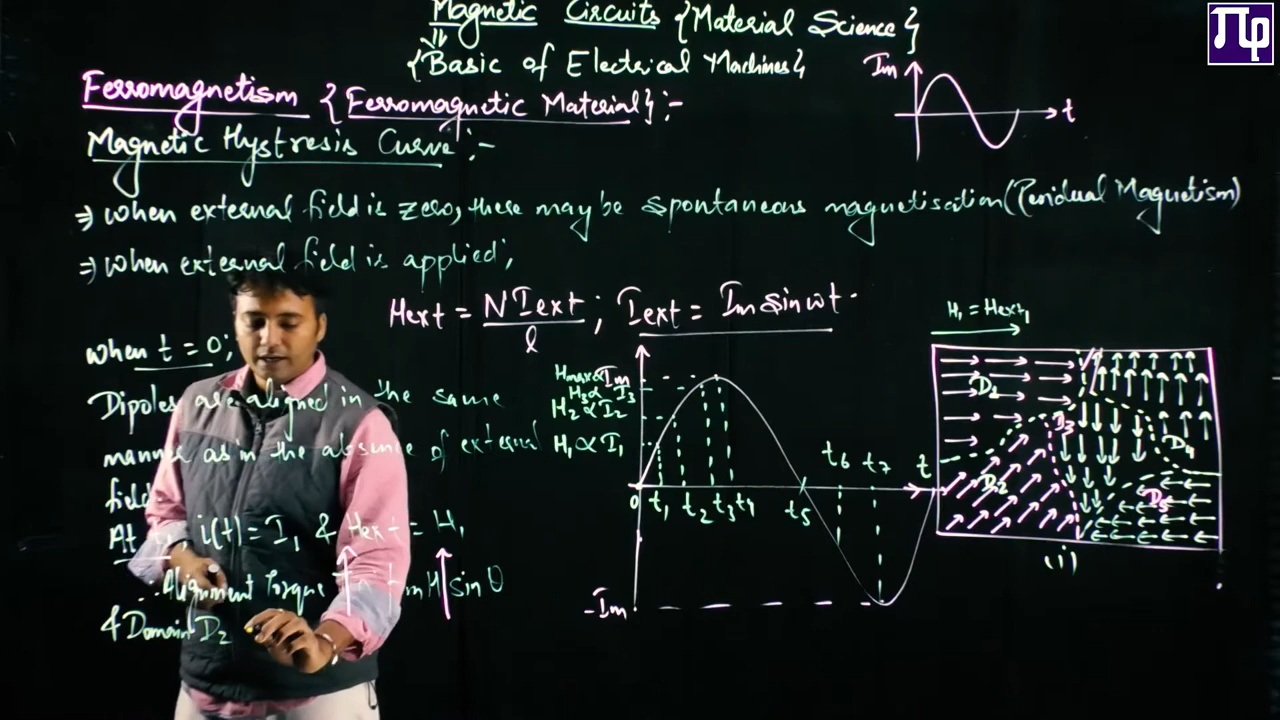 Magnetic Circuits {Material Science}
{Basic of Electrical Machines}
Πφ
Im
t
Ferromagnetism {Ferromagnetic Material}:-
Magnetic Hystresis Curve:-
⇒ When external field is zero, there may be spontaneous magnetisation (Residual Magnetism)
⇒ When external field is applied,
Hext = NIext/l ; Iext = Im sin ωt.
When t = 0;
Dipoles are aligned in the same
manner as in the absence of external
field.
At t1, i(t) = I1 & Hext = H1
∴ Alignment Torque ↑ H↑ sin θ
& Domain D2
Hmax ∝ Im
H3 ∝ I3
H2 ∝ I2
H1 ∝ I1
0 t1 t2 t3 t4 t5 t6 t7 t
-Im
H1 = Hext1
D1
D3
D4
D2
D5
(i)